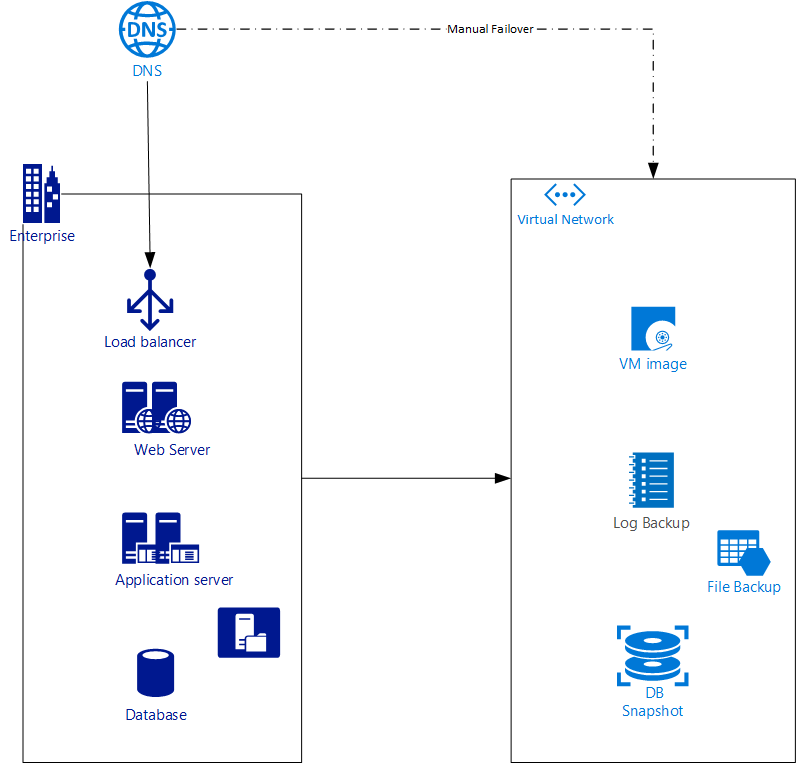 DNS
DNS
Manual Failover
Enterprise
Virtual Network
Load balancer
VM image
Web Server
Log Backup
Application server
File Backup
DB
Snapshot
Database